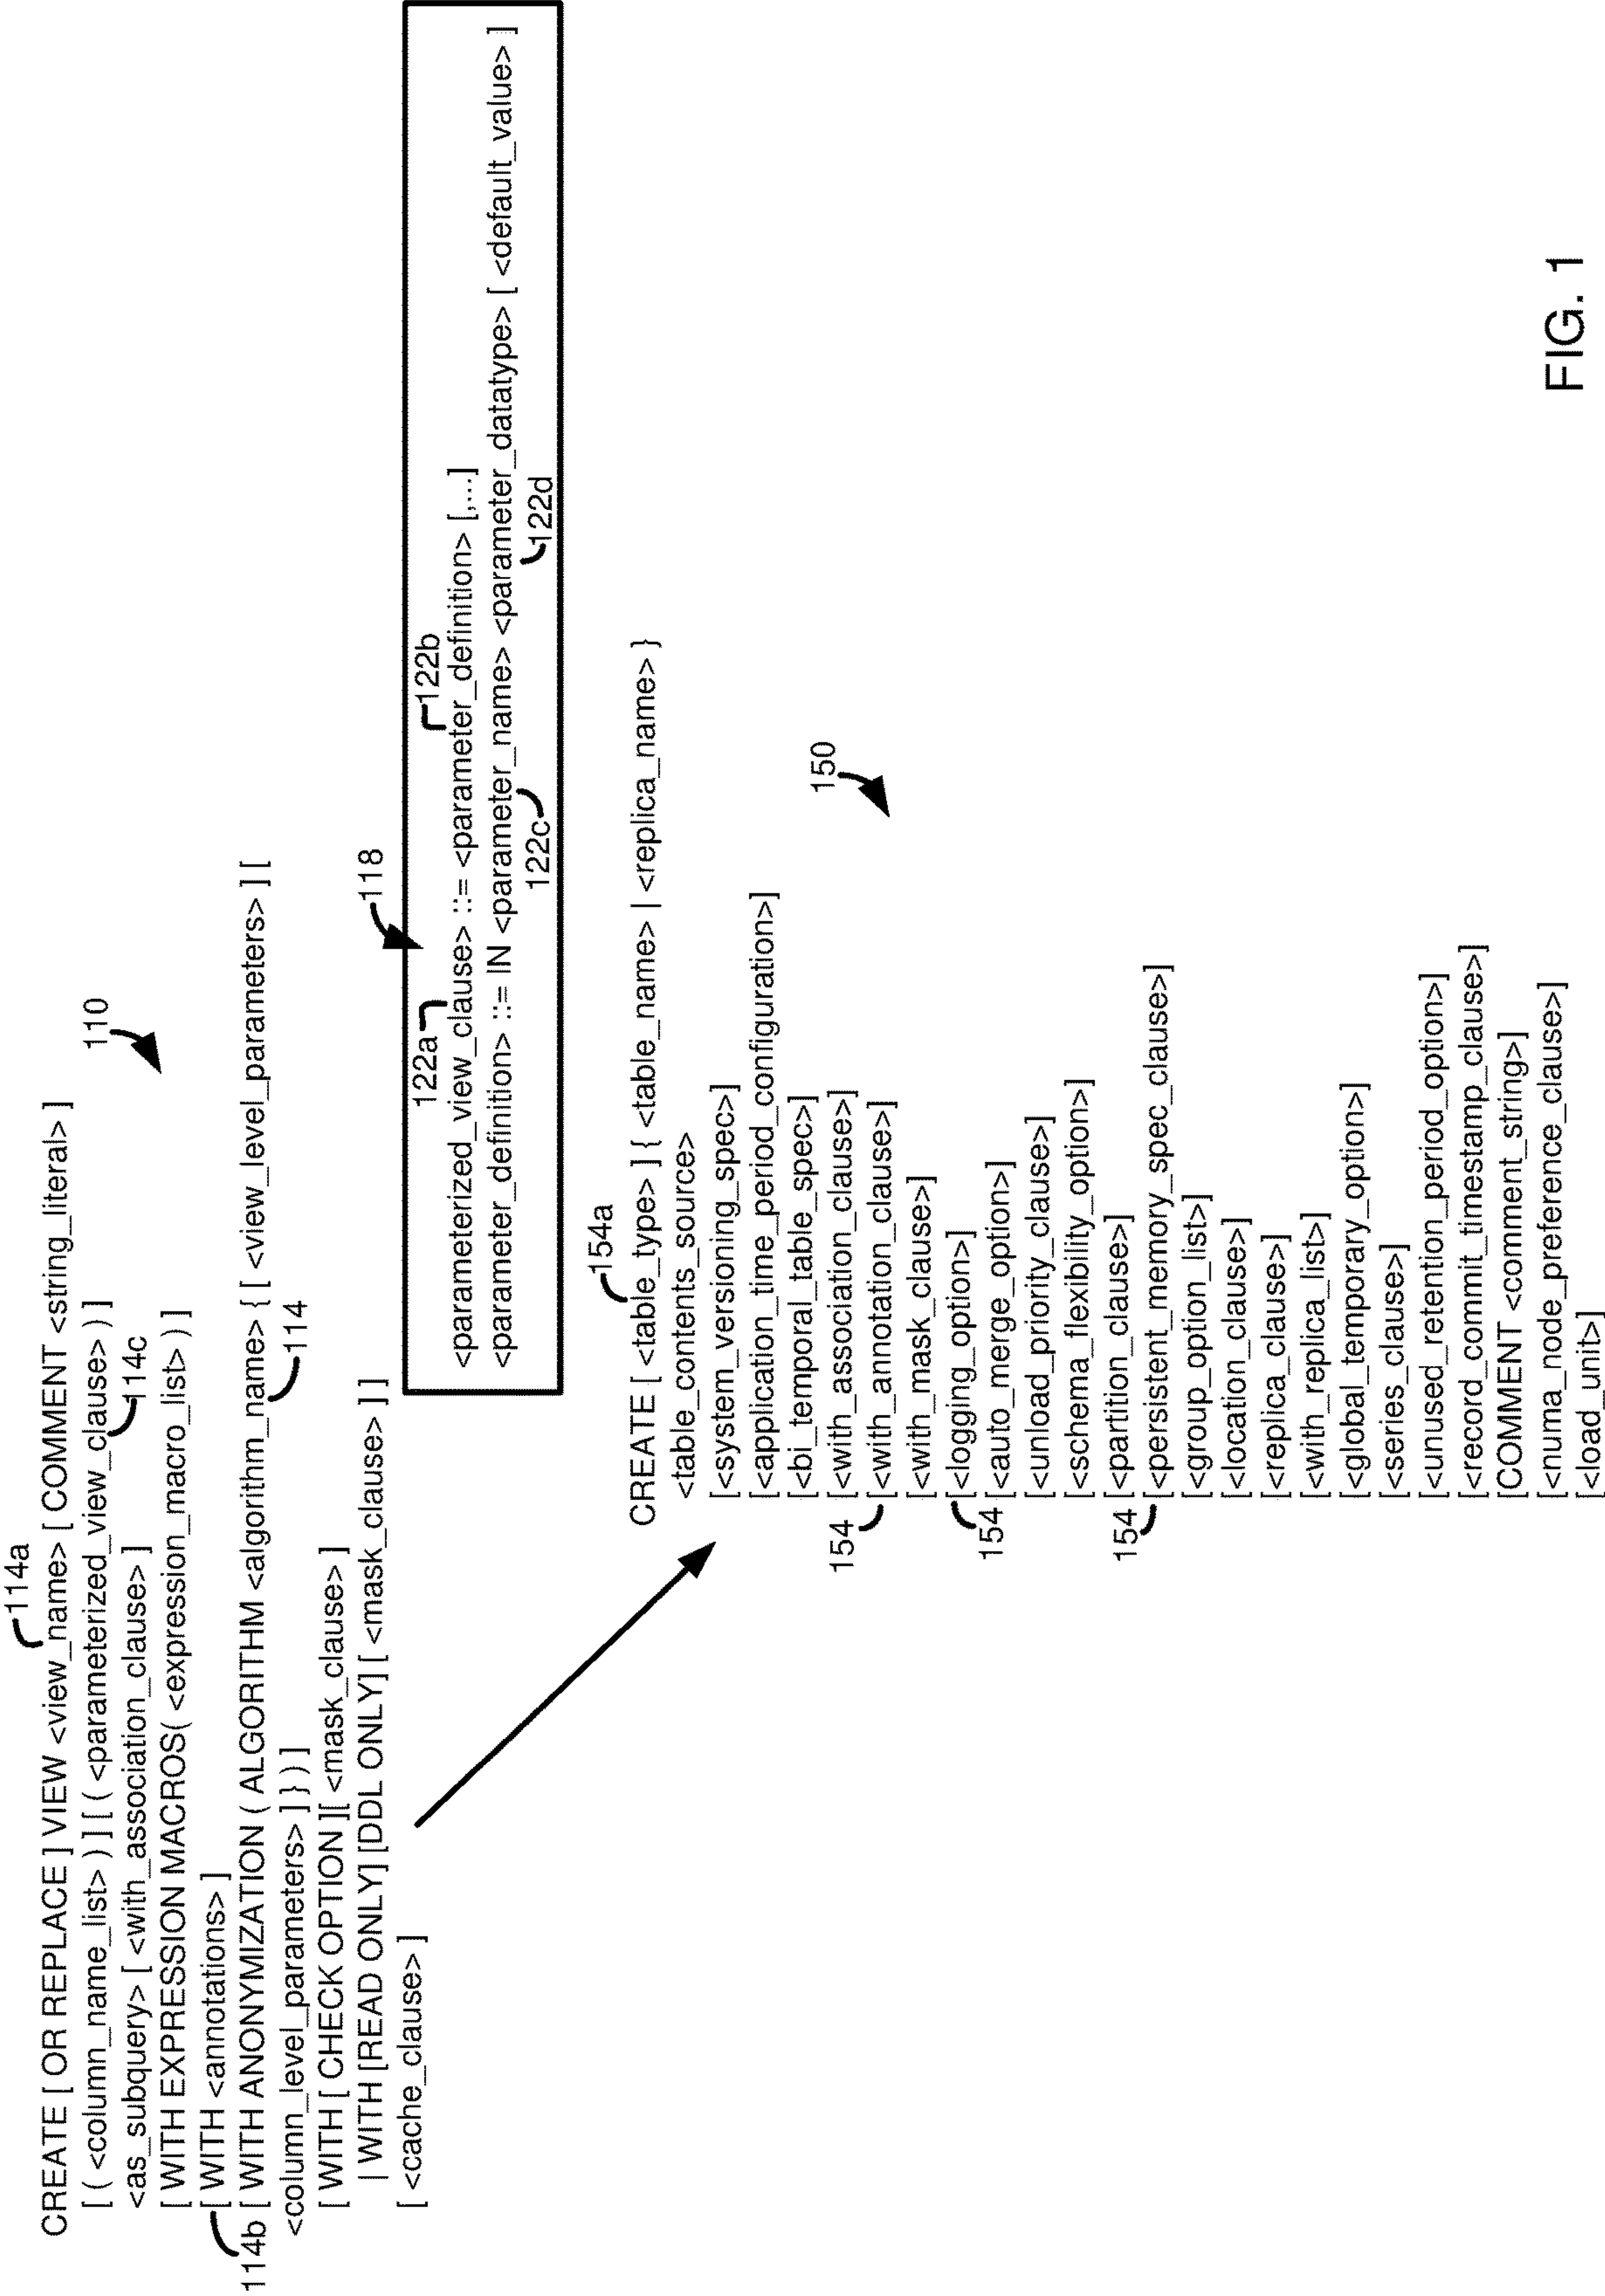 114a
CREATE [ OR REPLACE ] VIEW <view_name> [ COMMENT <string_literal> ]
[ ( <column_name_list> ) ] [ ( <parameterized_view_clause> ) ]
114c
110
<as_subquery> [ <with_association_clause> ]
[ WITH EXPRESSION MACROS( <expression_macro_list> ) ]
[ WITH <annotations> ]
114b
[ WITH ANONYMIZATION ( ALGORITHM <algorithm_name> { [ <view_level_parameters> ] [
114
<column_level_parameters> ] } ) ]
[ WITH [ CHECK OPTION ][ <mask_clause> ]
| WITH [READ ONLY] [DDL ONLY] [ <mask_clause> ] ]
[ <cache_clause> ]
118
122a
122b
<parameterized_view_clause> ::= <parameter_definition> [,...]
<parameter_definition> ::= IN <parameter_name> <parameter_datatype> [ <default_value> ]
122c
122d
154a
CREATE [ <table_type> ] { <table_name> | <replica_name> }
<table_contents_source>
[<system_versioning_spec>]
[<application_time_period_configuration>]
150
[<bi_temporal_table_spec>]
[<with_association_clause>]
154
[<with_annotation_clause>]
[<with_mask_clause>]
[<logging_option>]
154
[<auto_merge_option>]
[<unload_priority_clause>]
[<schema_flexibility_option>]
[<partition_clause>]
154
[<persistent_memory_spec_clause>]
[<group_option_list>]
[<location_clause>]
[<replica_clause>]
[<with_replica_list>]
[<global_temporary_option>]
[<series_clause>]
[<unused_retention_period_option>]
[<record_commit_timestamp_clause>]
[COMMENT <comment_string>]
[<numa_node_preference_clause>]
[<load_unit>]
FIG. 1